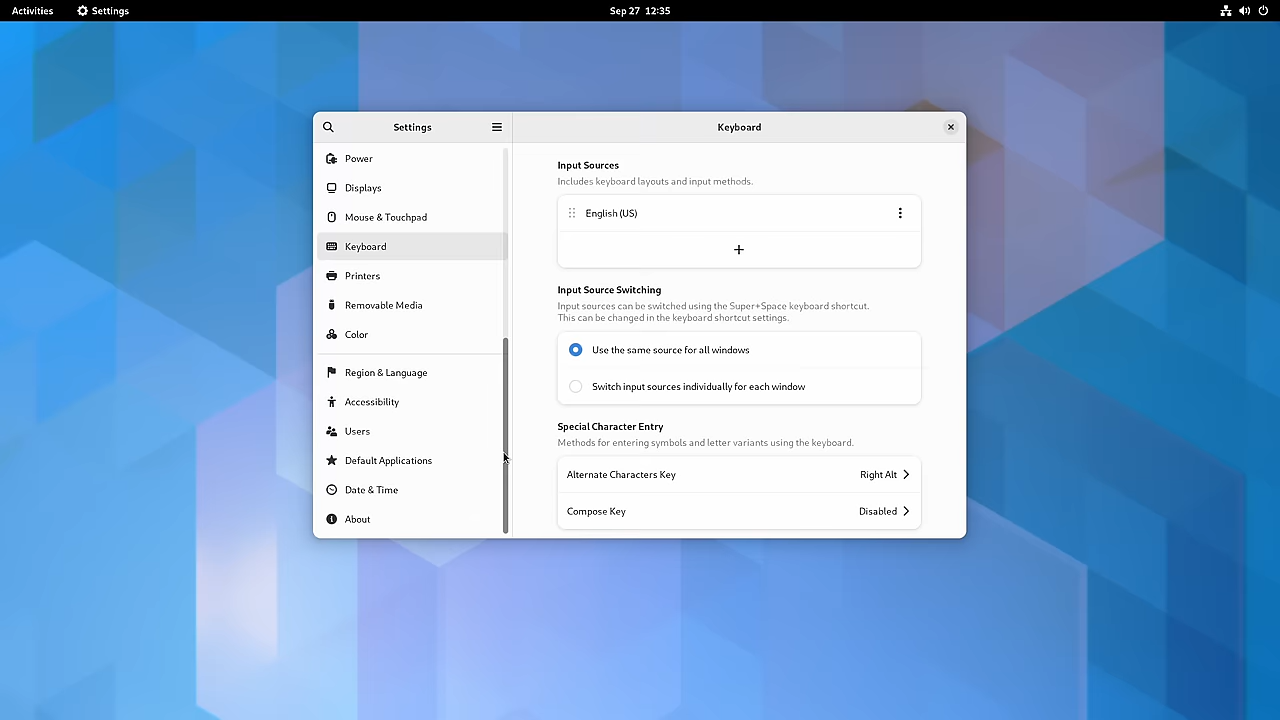 Activities
Settings
Sep 27 12:35
Settings
Keyboard
Power
Displays
Mouse & Touchpad
Keyboard
Printers
Removable Media
Color
Region & Language
Accessibility
Users
Default Applications
Date & Time
About
Input Sources
Includes keyboard layouts and input methods.
English (US)
Input Source Switching
Input sources can be switched using the Super+Space keyboard shortcut.
This can be changed in the keyboard shortcut settings.
Use the same source for all windows
Switch input sources individually for each window
Special Character Entry
Methods for entering symbols and letter variants using the keyboard.
Alternate Characters Key Right Alt
Compose Key Disabled